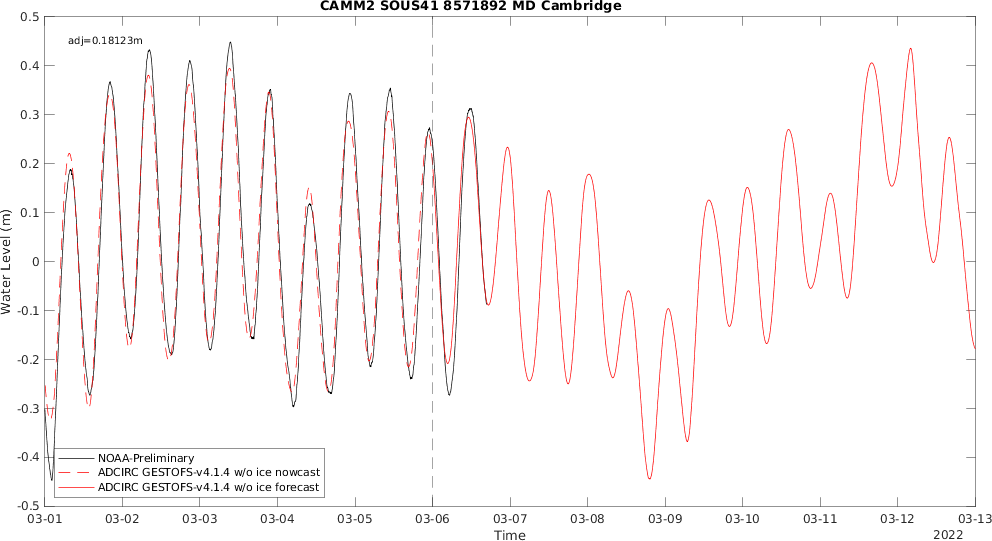 CAMM2 SOUS41 8571892 MD Cambridge
adj=0.18123m
Water Level (m)
0.5
0.4
0.3
0.2
0.1
0
-0.1
-0.2
-0.3
-0.4
-0.5
NOAA-Preliminary
ADCIRC GESTOFS-v4.1.4 w/o ice nowcast
ADCIRC GESTOFS-v4.1.4 w/o ice forecast
03-01 03-02 03-03 03-04 03-05 03-06 03-07 03-08 03-09 03-10 03-11 03-12 03-13
Time
2022